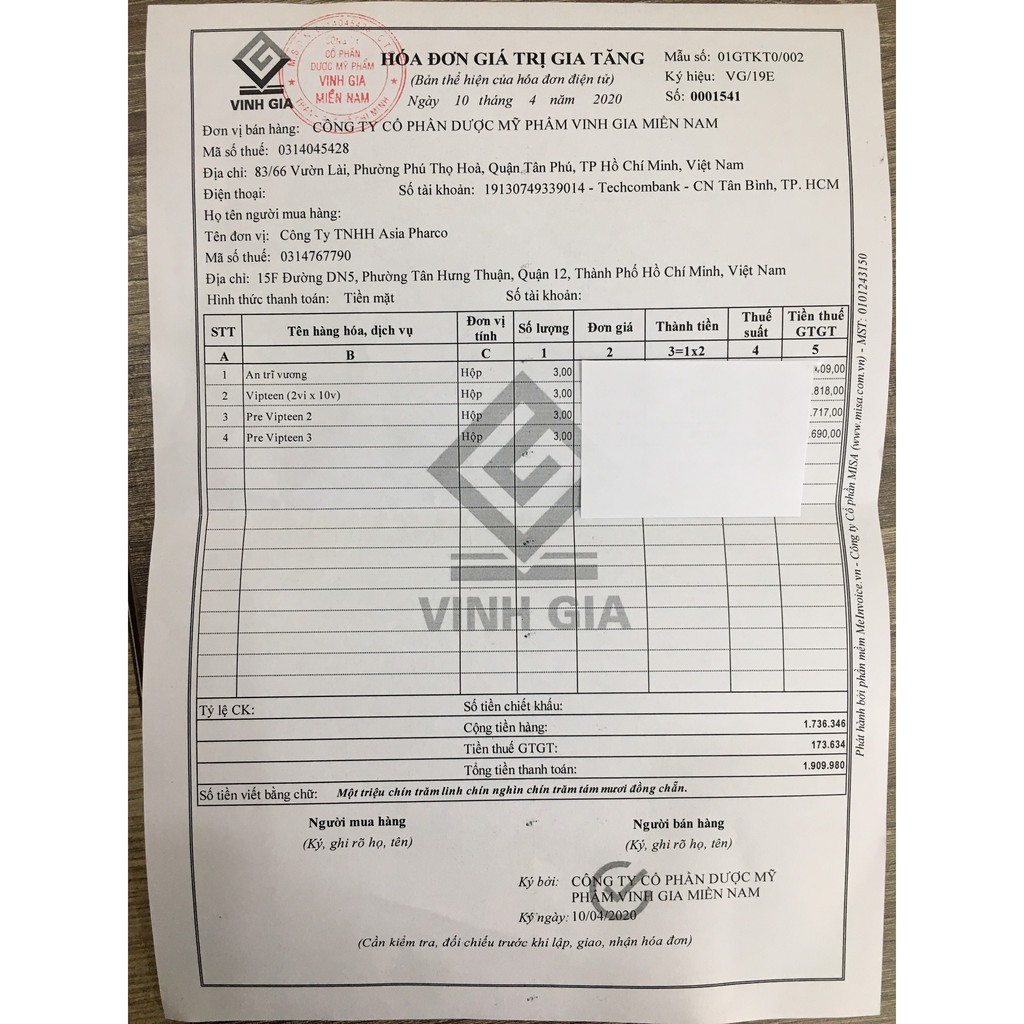 CÔNG TY
CỔ PHẦN
DƯỢC MỸ PHẨM
VINH GIA
MIỀN NAM
VINH GIA
HÓA ĐƠN GIÁ TRỊ GIA TĂNG
(Bản thể hiện của hóa đơn điện tử)
Ngày 10 tháng 4 năm 2020
Mẫu số: 01GTKT0/002
Ký hiệu: VG/19E
Số: 0001541
Đơn vị bán hàng: CÔNG TY CỔ PHẦN DƯỢC MỸ PHẨM VINH GIA MIỀN NAM
Mã số thuế: 0314045428
Địa chỉ: 83/66 Vườn Lài, Phường Phú Thọ Hoà, Quận Tân Phú, TP Hồ Chí Minh, Việt Nam
Điện thoại: Số tài khoản: 19130749339014 - Techcombank - CN Tân Bình, TP. HCM
Họ tên người mua hàng:
Tên đơn vị: Công Ty TNHH Asia Pharco
Mã số thuế: 0314767790
Địa chỉ: 15F Đường DN5, Phường Tân Hưng Thuận, Quận 12, Thành Phố Hồ Chí Minh, Việt Nam
Hình thức thanh toán: Tiền mặt Số tài khoản:
STT Tên hàng hóa, dịch vụ Đơn vị tính Số lượng Đơn giá Thành tiền Thuế suất Tiền thuế GTGT
A B C 1 2 3=1x2 4 5
1 An trĩ vương Hộp 3,00 09,00
2 Vipteen (2vi x 10v) Hộp 3,00 .818,00
3 Pre Vipteen 2 Hộp 3,00 .717,00
4 Pre Vipteen 3 Hộp 3,00 .690,00
VINH GIA
Tỷ lệ CK: Số tiền chiết khấu:
Cộng tiền hàng: 1.736.346
Tiền thuế GTGT: 173.634
Tổng tiền thanh toán: 1.909.980
Số tiền viết bằng chữ: Một triệu chín trăm linh chín nghìn chín trăm tám mươi đồng chẵn.
Người mua hàng Người bán hàng
(Ký, ghi rõ họ, tên) (Ký, ghi rõ họ, tên)
Ký bởi: CÔNG TY CỔ PHẦN DƯỢC MỸ
PHẨM VINH GIA MIỀN NAM
Ký ngày: 10/04/2020
(Cần kiểm tra, đối chiếu trước khi lập, giao, nhận hóa đơn)
Phát hành bởi phần mềm MeInvoice.vn - Công ty Cổ phần MISA (www.misa.com.vn) - MST: 0101243150